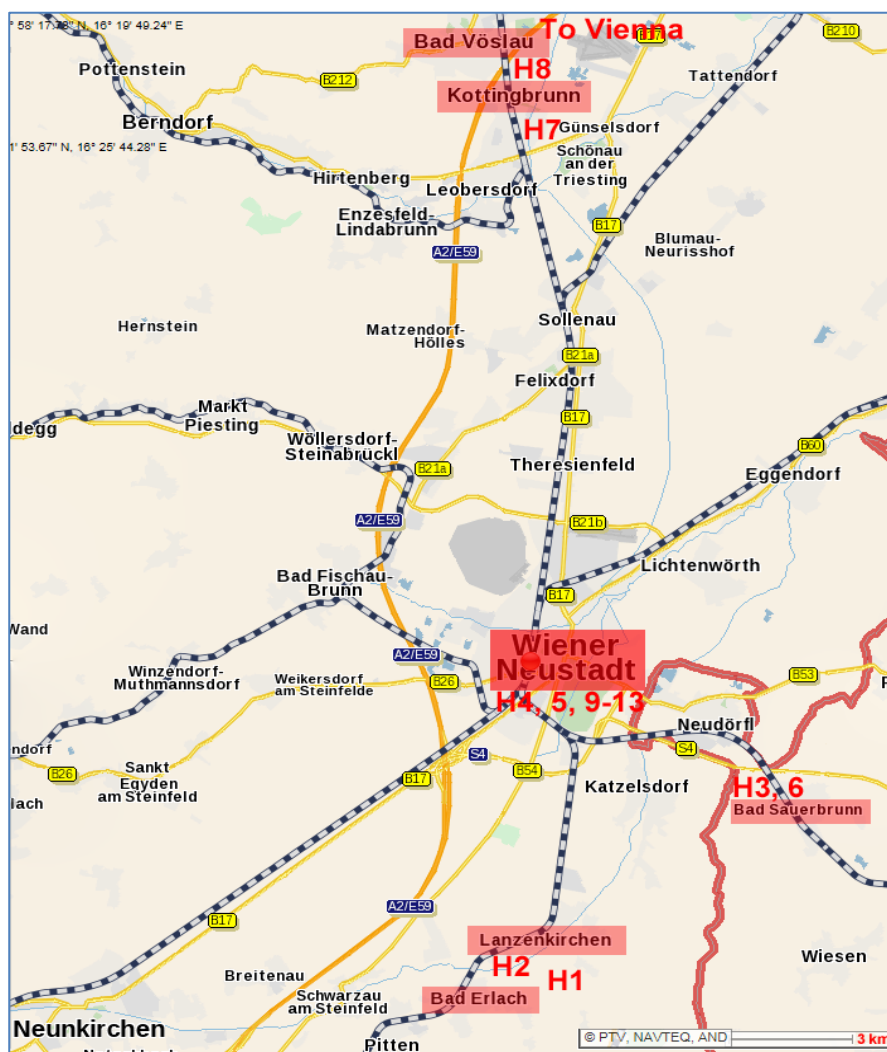 ° 58' 17.78" N, 16° 19' 49.24" E
To Vienna
B17
B210
Bad Vöslau
Pottenstein
B212
H8
Tattendorf
Kottingbrunn
Berndorf
H7
Günselsdorf
1' 53.67" N, 16° 25' 44.28" E
Schönau
an der
Triesting
Hirtenberg
Leobersdorf
Enzesfeld-
Lindabrunn
B17
A2/E59
Blumau-
Neurisshof
Sollenau
Hernstein
Matzendorf-
Hölles
B21a
Felixdorf
Markt
Piesting
B17
ldegg
Wöllersdorf-
Steinabrückl
B60
B21a
Theresienfeld
Eggendorf
A2/E59
B21b
Lichtenwörth
Bad Fischau-
Brunn
B17
Wand
Wiener
Neustadt
A2/E59
Winzendorf-
Muthmannsdorf
Weikersdorf
am Steinfelde
B26
B53
H4, 5, 9-13
Neudörfl
ndorf
S4
S4
B26
Sankt
Egyden
am Steinfeld
B17
B54
Katzelsdorf
H3, 6
lach
Bad Sauerbrunn
A2/E59
B17
Lanzenkirchen
Wiesen
H2
H1
Breitenau
Schwarzau
am Steinfeld
Bad Erlach
Neunkirchen
Pitten
© PTV, NAVTEQ, AND
3 km